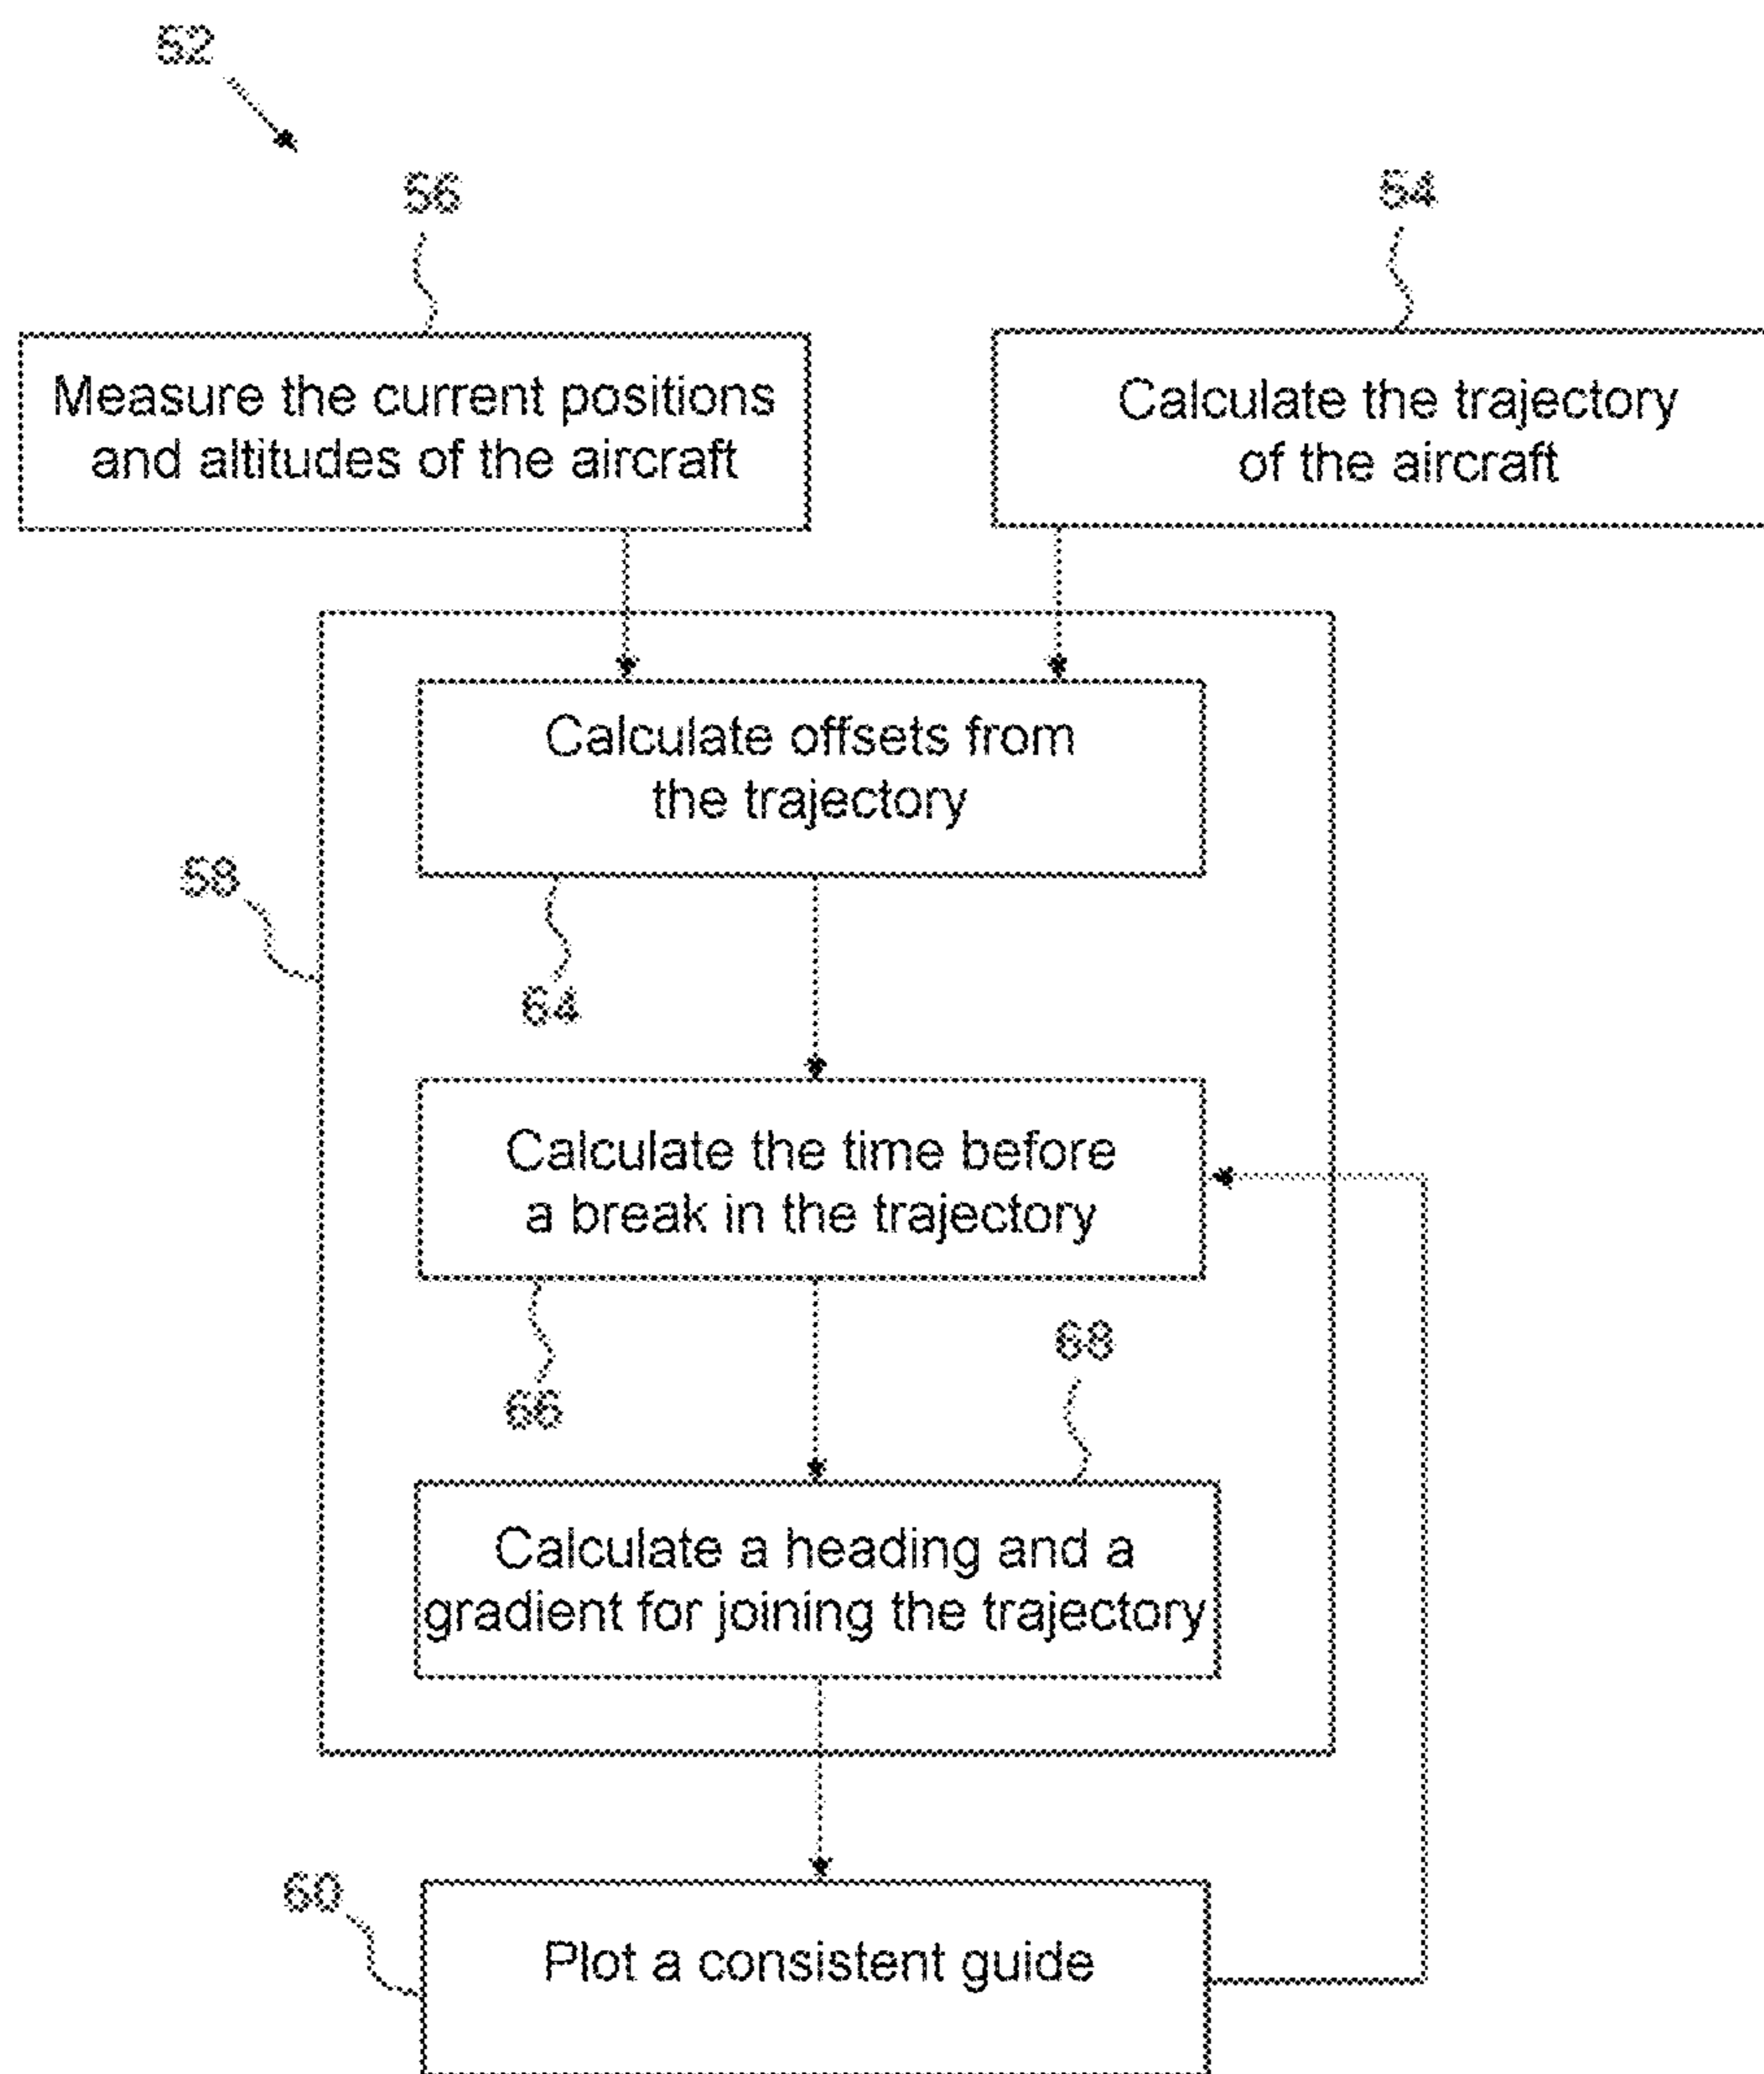 52
56
54
Measure the current positions
and altitudes of the aircraft
Calculate the trajectory
of the aircraft
Calculate offsets from
the trajectory
58
64
Calculate the time before
a break in the trajectory
68
66
Calculate a heading and a
gradient for joining the trajectory
60
Plot a consistent guide